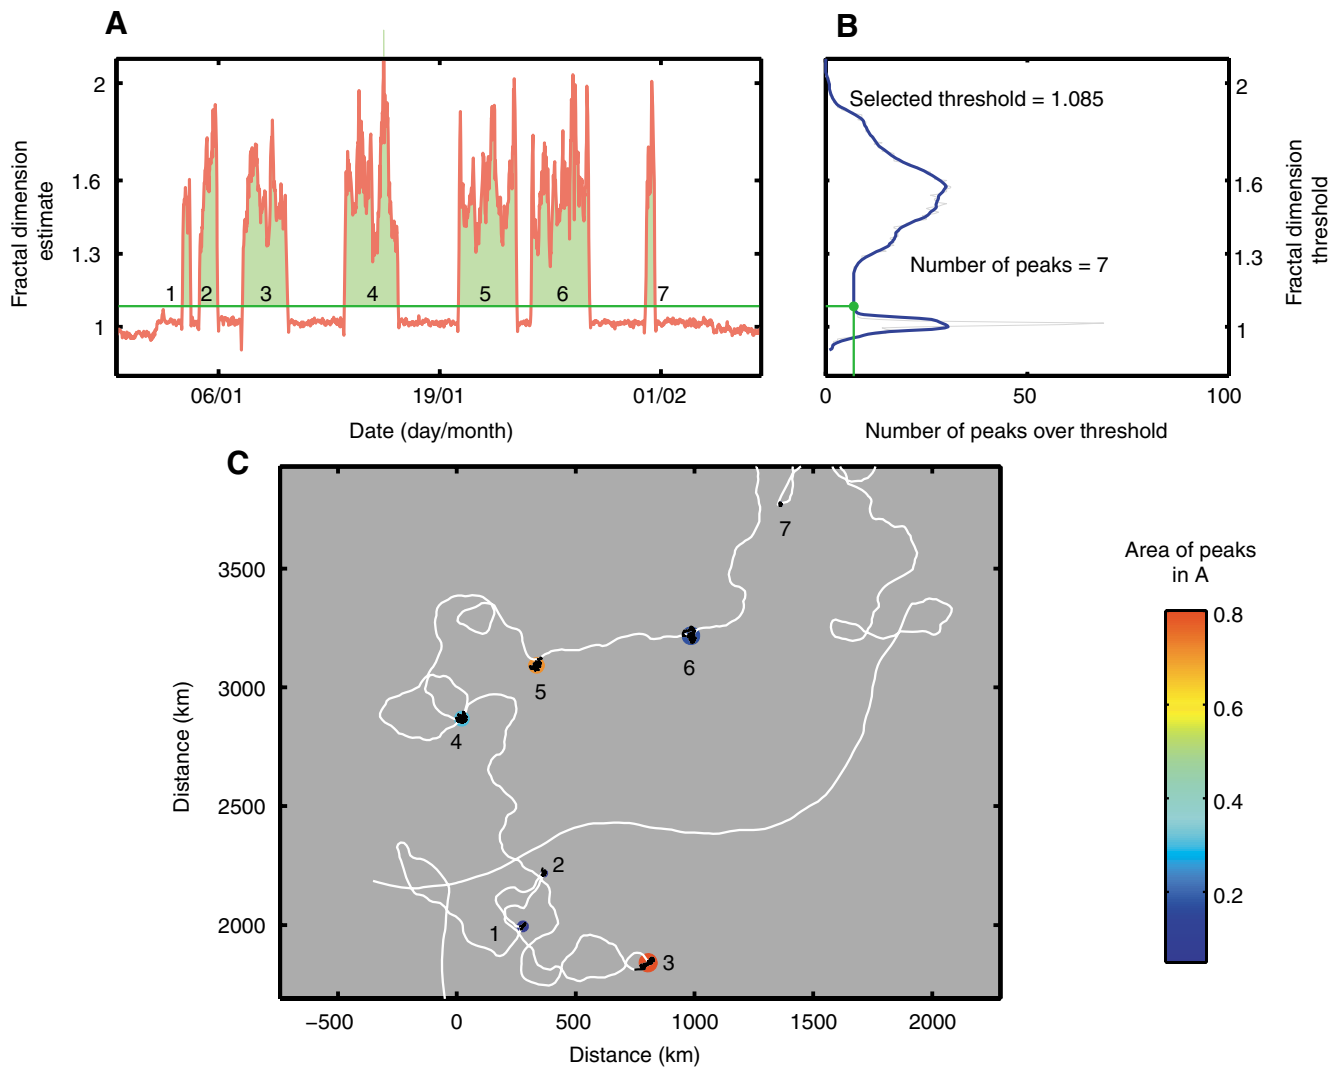 A
Fractal dimension
estimate
2
1.6
1.3
1
1
2
3
4
5
6
7
06/01
19/01
01/02
Date (day/month)
B
Selected threshold = 1.085
Number of peaks = 7
2
1.6
1.3
1
Fractal dimension
threshold
0
50
100
Number of peaks over threshold
C
Distance (km)
3500
3000
2500
2000
7
6
5
4
2
1
3
−500
0
500
1000
1500
2000
Distance (km)
Area of peaks
in A
0.8
0.6
0.4
0.2